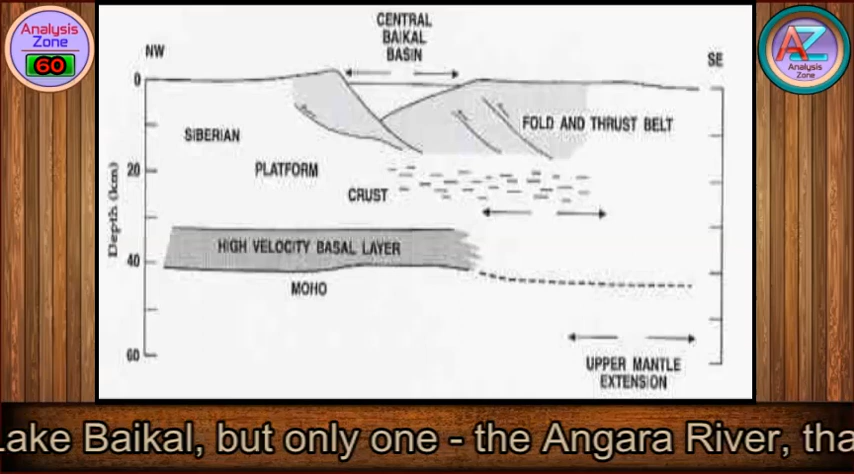 Analysis
Zone
60
AZ
Analysis
Zone
CENTRAL
BAIKAL
BASIN
NW
SE
0
20
40
60
Depth (km)
SIBERIAN
PLATFORM
CRUST
FOLD AND THRUST BELT
HIGH VELOCITY BASAL LAYER
MOHO
UPPER MANTLE
EXTENSION
Lake Baikal, but only one - the Angara River, tha